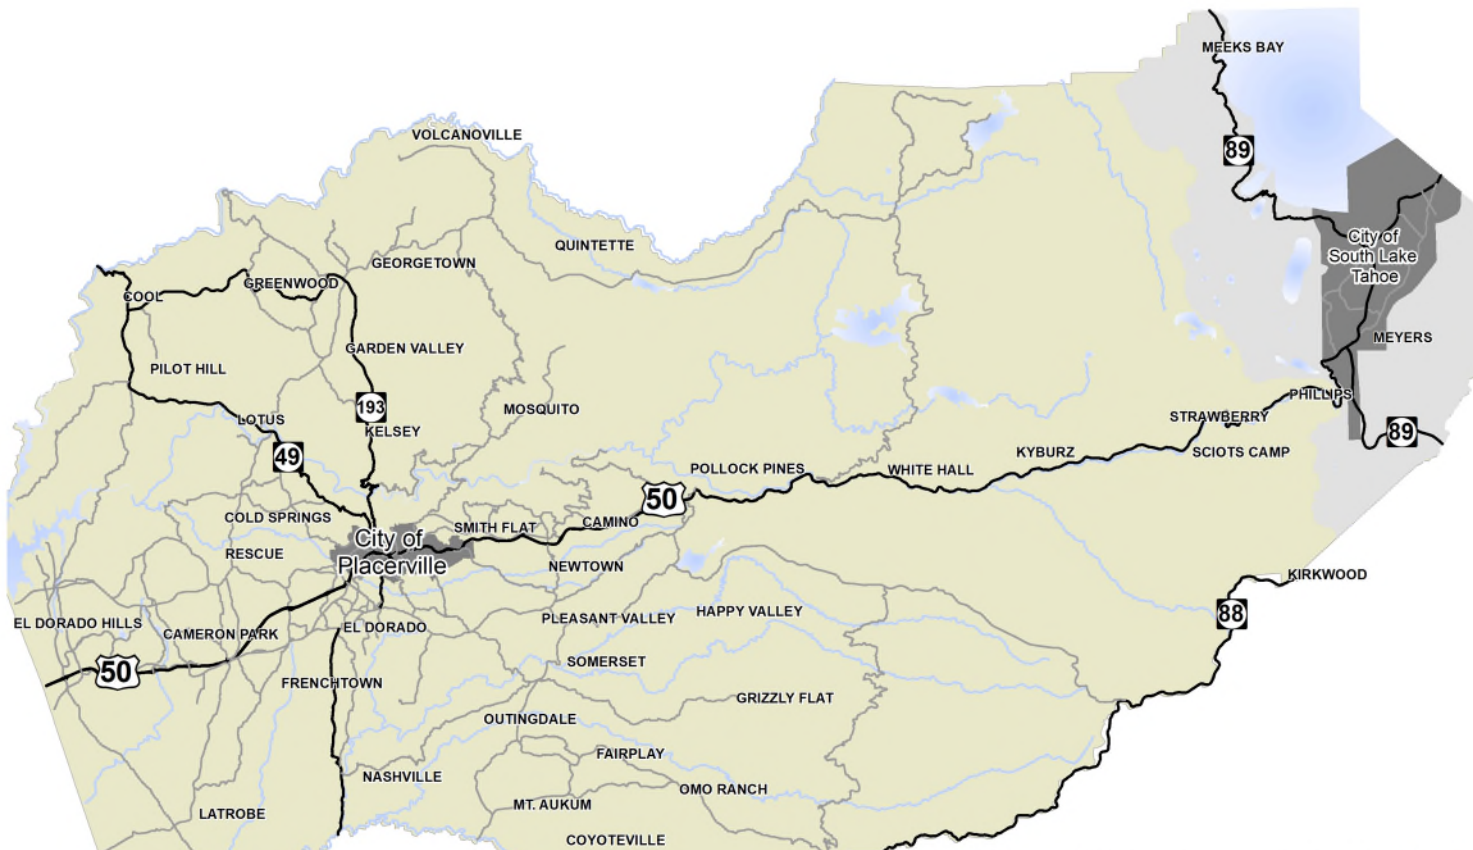 MEEKS BAY
VOLCANOVILLE
89
QUINTETTE
City of
South Lake
Tahoe
GEORGETOWN
GREENWOOD
COOL
MEYERS
GARDEN VALLEY
PILOT HILL
PHILLIPS
193
MOSQUITO
LOTUS
STRAWBERRY
KELSEY
89
49
KYBURZ
SCIOTS CAMP
POLLOCK PINES
WHITE HALL
50
COLD SPRINGS
SMITH FLAT
CAMINO
City of
Placerville
RESCUE
NEWTOWN
KIRKWOOD
HAPPY VALLEY
88
PLEASANT VALLEY
EL DORADO HILLS
CAMERON PARK
EL DORADO
SOMERSET
50
FRENCHTOWN
GRIZZLY FLAT
OUTINGDALE
FAIRPLAY
NASHVILLE
OMO RANCH
MT. AUKUM
LATROBE
COYOTEVILLE